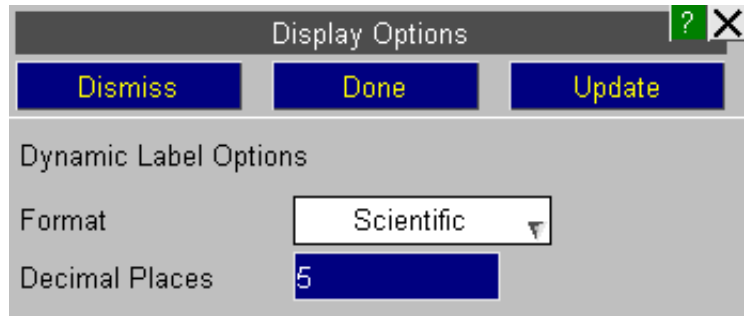 Display Options ? X
Dismiss Done Update
Dynamic Label Options
Format Scientific
Decimal Places 5